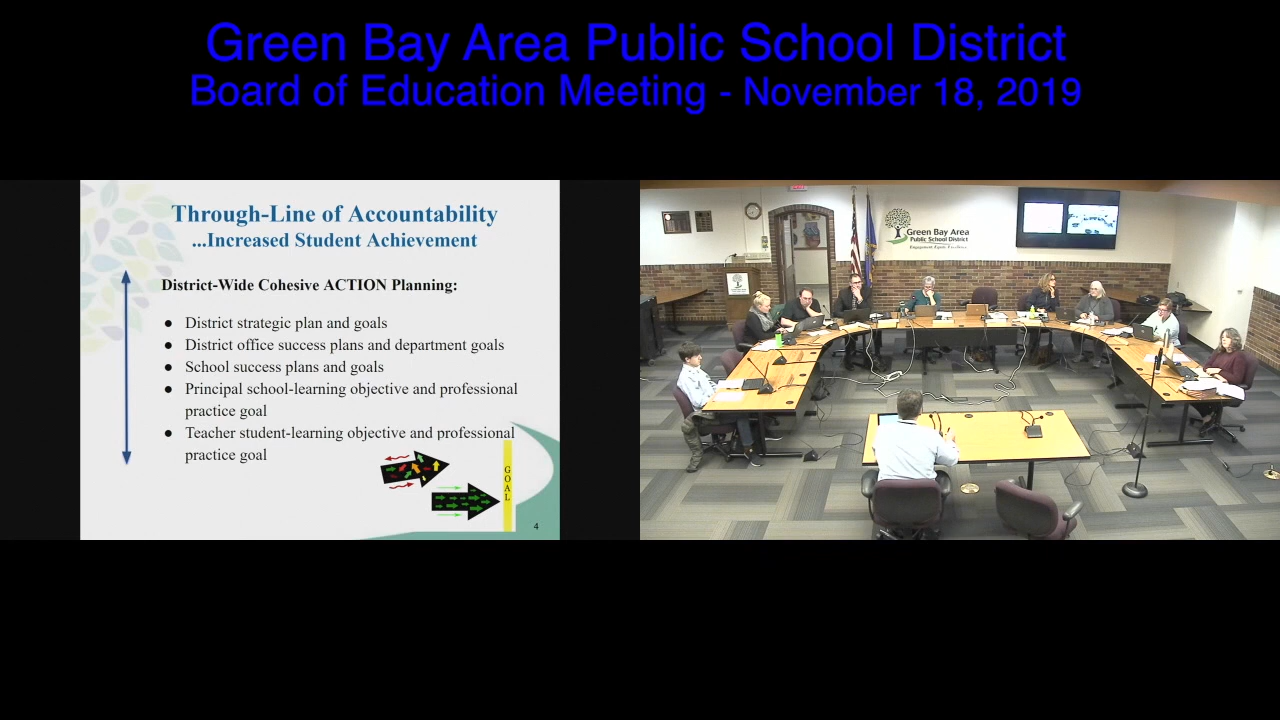 Green Bay Area Public School District
Board of Education Meeting - November 18, 2019
Through-Line of Accountability
...Increased Student Achievement
District-Wide Cohesive ACTION Planning:
● District strategic plan and goals
● District office success plans and department goals
● School success plans and goals
● Principal school-learning objective and professional
practice goal
● Teacher student-learning objective and professional
practice goal
GOAL
4
Green Bay Area
Public School District